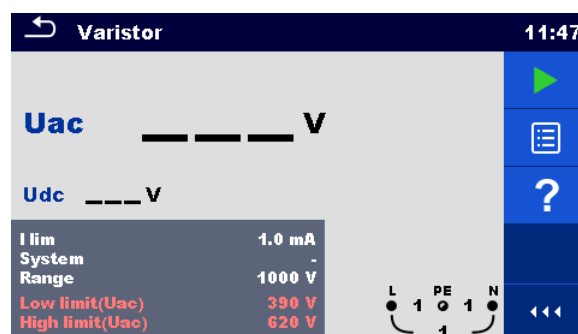 Varistor 11:47
Uac _ _ _ V
Udc _ _ _ V
?
I lim 1.0 mA
System -
Range 1000 V
Low limit(Uac) 390 V
High limit(Uac) 620 V
L PE N
1 1
1